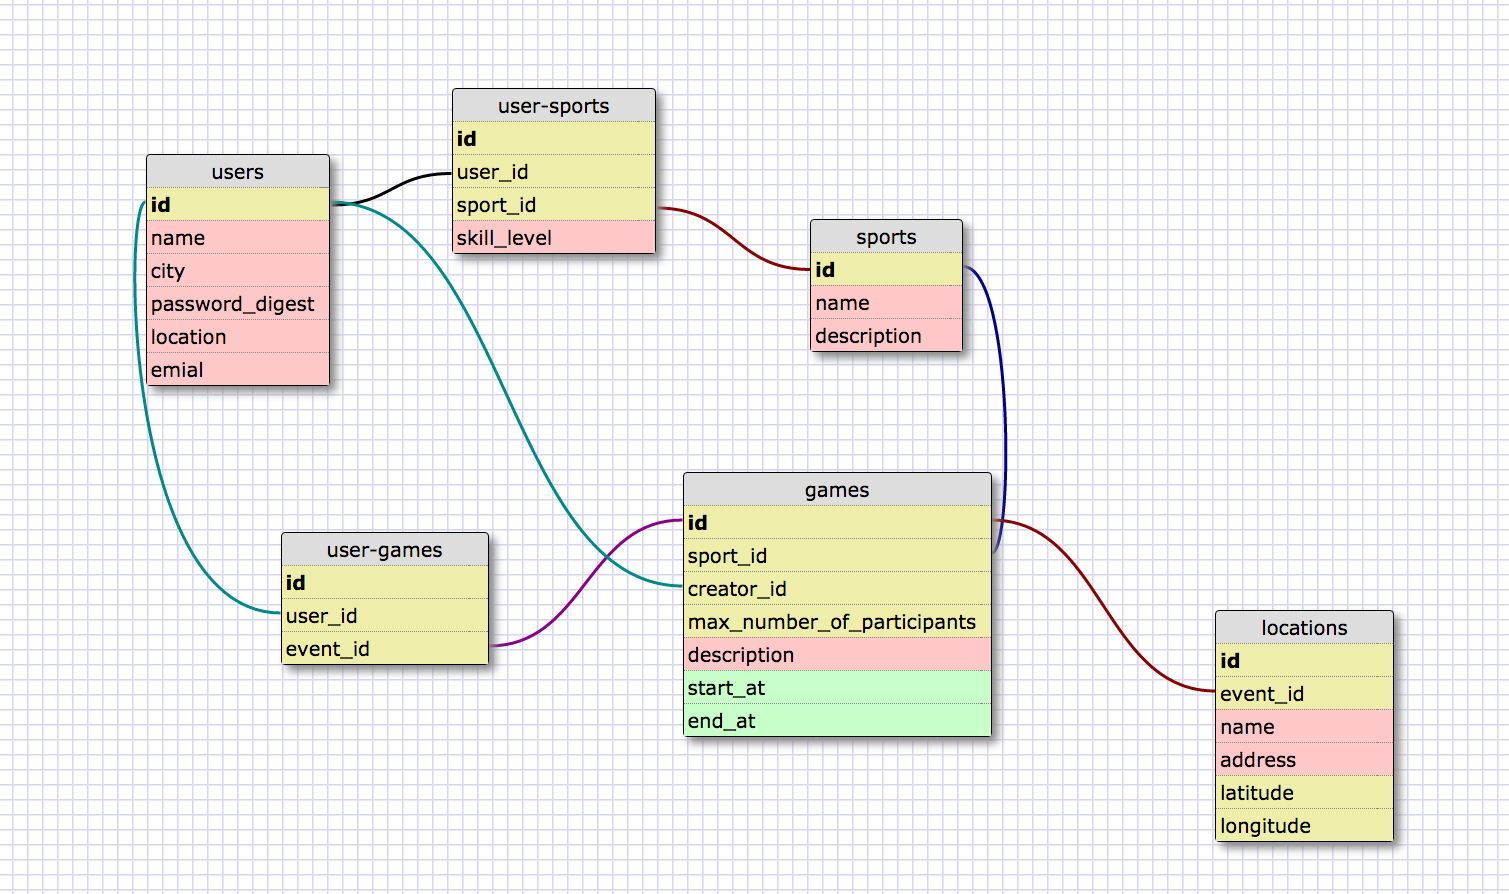 user-sports
id
user_id
sport_id
skill_level
users
id
name
city
password_digest
location
emial
sports
id
name
description
games
id
sport_id
creator_id
max_number_of_participants
description
start_at
end_at
user-games
id
user_id
event_id
locations
id
event_id
name
address
latitude
longitude